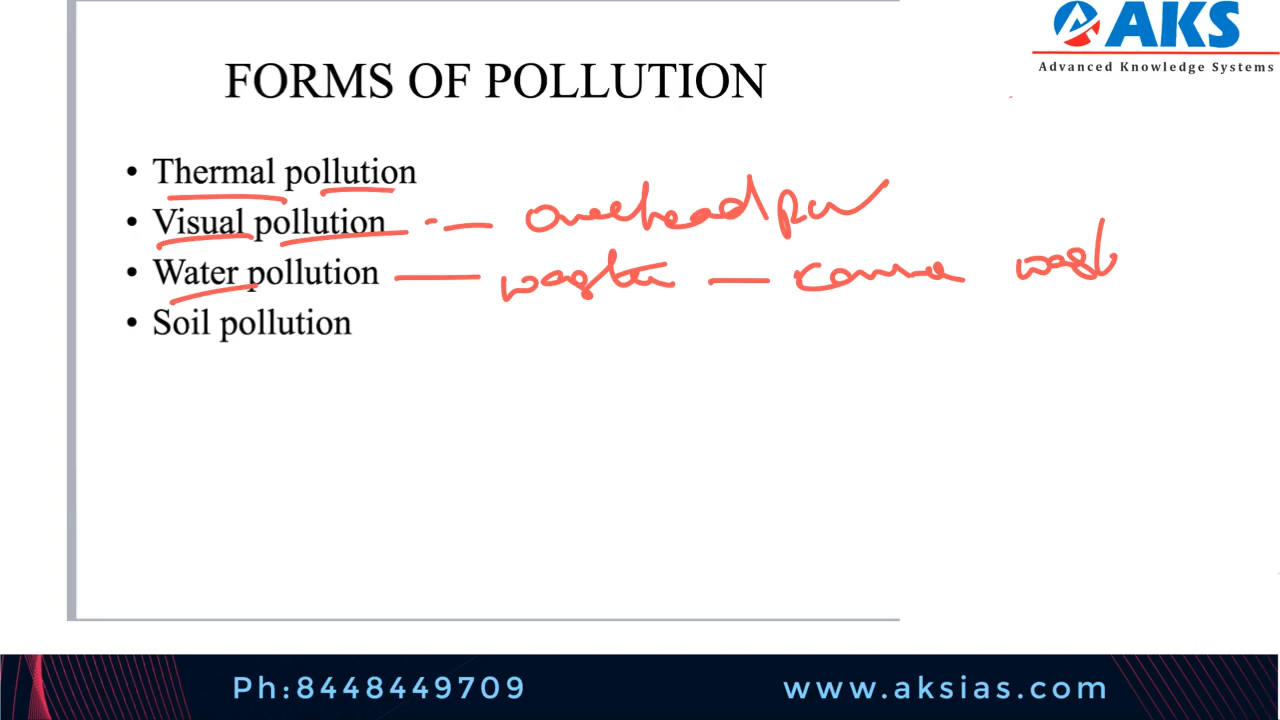 AKS
Advanced Knowledge Systems
FORMS OF POLLUTION
• Thermal pollution
• Visual pollution — overhead
• Water pollution —
• Soil pollution
Ph:8448449709
www.aksias.com